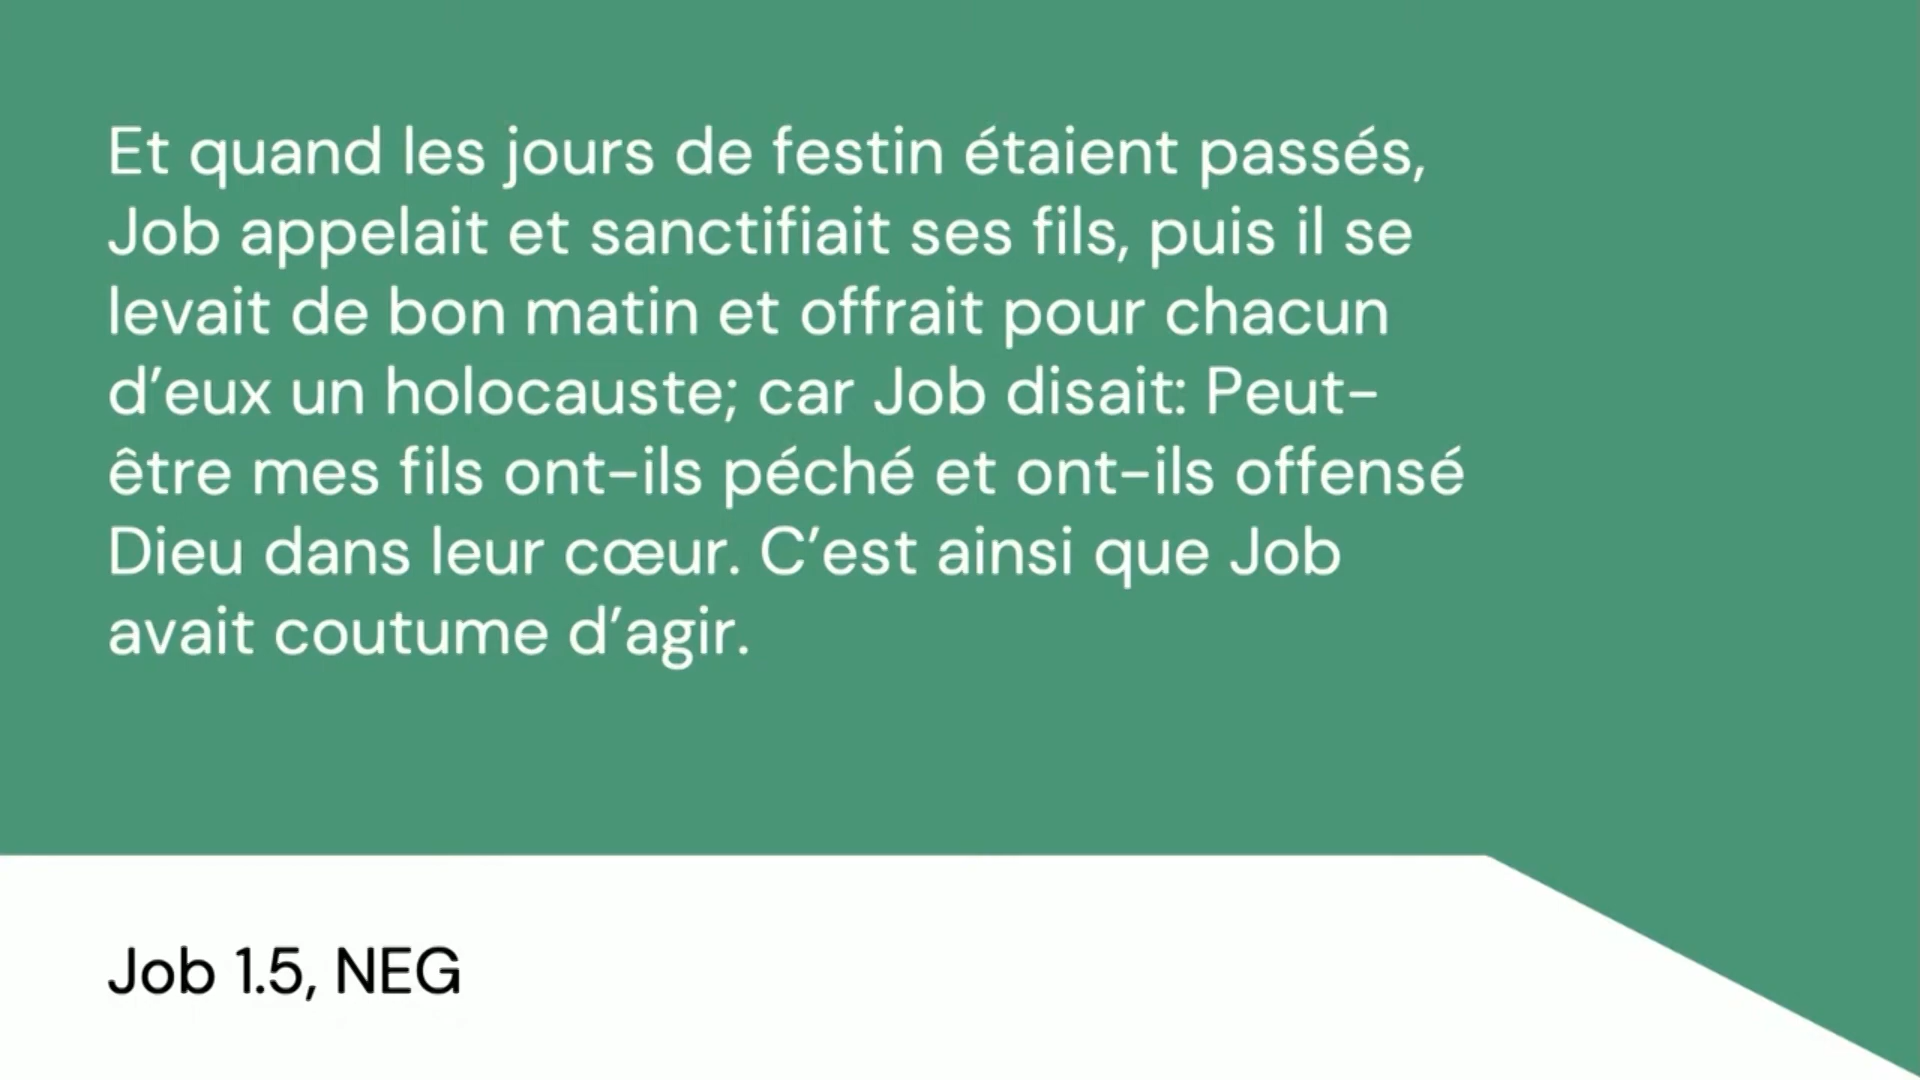 Et quand les jours de festin étaient passés,
Job appelait et sanctifiait ses fils, puis il se
levait de bon matin et offrait pour chacun
d’eux un holocauste; car Job disait: Peut-
être mes fils ont-ils péché et ont-ils offensé
Dieu dans leur cœur. C’est ainsi que Job
avait coutume d’agir.
Job 1.5, NEG